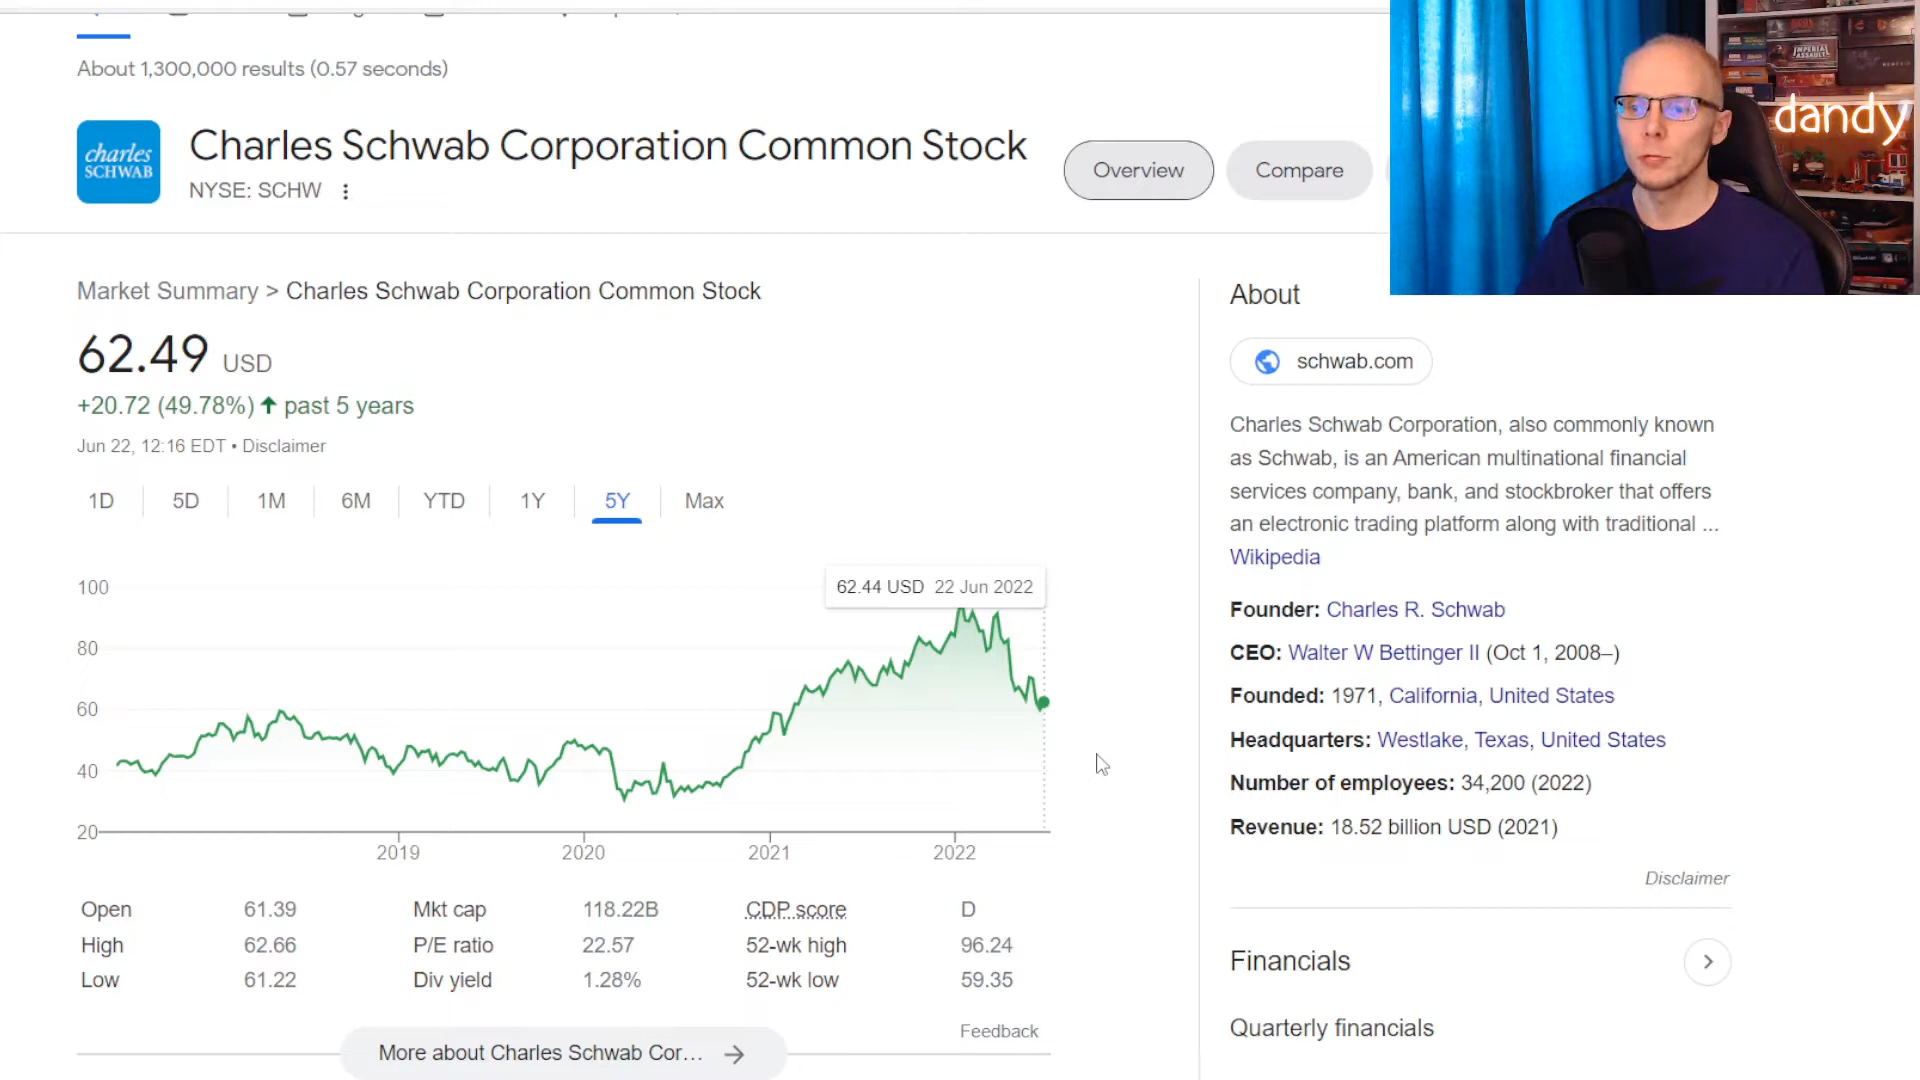 About 1,300,000 results (0.57 seconds)
charles
SCHWAB
Charles Schwab Corporation Common Stock
NYSE: SCHW
Overview
Compare
dandy
IMPERIAL
ASSAULT
Market Summary > Charles Schwab Corporation Common Stock
62.49 USD
+20.72 (49.78%) ↑ past 5 years
Jun 22, 12:16 EDT • Disclaimer
1D
5D
1M
6M
YTD
1Y
5Y
Max
62.44 USD 22 Jun 2022
100
80
60
40
20
2019
2020
2021
2022
Open 61.39 Mkt cap 118.22B CDP score D
High 62.66 P/E ratio 22.57 52-wk high 96.24
Low 61.22 Div yield 1.28% 52-wk low 59.35
Feedback
More about Charles Schwab Cor... →
About
schwab.com
Charles Schwab Corporation, also commonly known
as Schwab, is an American multinational financial
services company, bank, and stockbroker that offers
an electronic trading platform along with traditional ...
Wikipedia
Founder: Charles R. Schwab
CEO: Walter W Bettinger II (Oct 1, 2008–)
Founded: 1971, California, United States
Headquarters: Westlake, Texas, United States
Number of employees: 34,200 (2022)
Revenue: 18.52 billion USD (2021)
Disclaimer
Financials
Quarterly financials